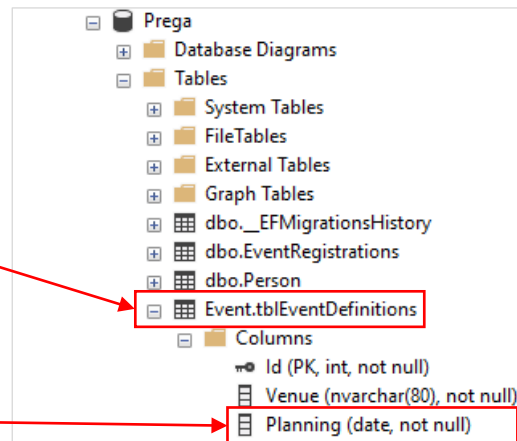 Prega
Database Diagrams
Tables
System Tables
FileTables
External Tables
Graph Tables
dbo.__EFMigrationsHistory
dbo.EventRegistrations
dbo.Person
Event.tblEventDefinitions
Columns
Id (PK, int, not null)
Venue (nvarchar(80), not null)
Planning (date, not null)